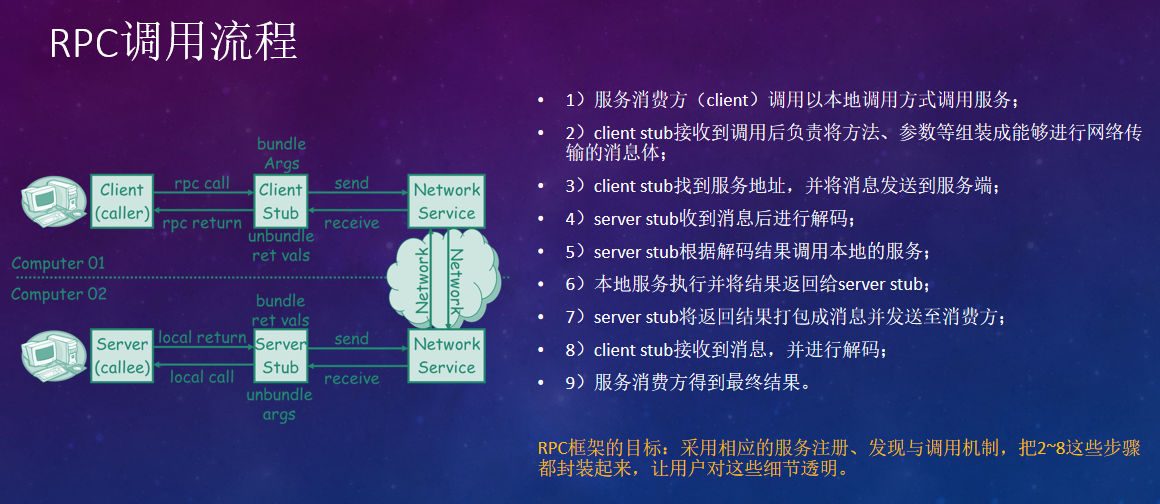 RPC调用流程
bundle
Args
Client
(caller)
rpc call
rpc return
Client
Stub
send
receive
Network
Service
unbundle
ret vals
Computer 01
Network
Network
Computer 02
bundle
ret vals
Server
(callee)
local return
local call
Server
Stub
send
receive
Network
Service
unbundle
args
• 1）服务消费方（client）调用以本地调用方式调用服务；
• 2）client stub接收到调用后负责将方法、参数等组装成能够进行网络传
输的消息体；
• 3）client stub找到服务地址，并将消息发送到服务端；
• 4）server stub收到消息后进行解码；
• 5）server stub根据解码结果调用本地的服务；
• 6）本地服务执行并将结果返回给server stub；
• 7）server stub将返回结果打包成消息并发送至消费方；
• 8）client stub接收到消息，并进行解码；
• 9）服务消费方得到最终结果。
RPC框架的目标：采用相应的服务注册、发现与调用机制，把2~8这些步骤
都封装起来，让用户对这些细节透明。